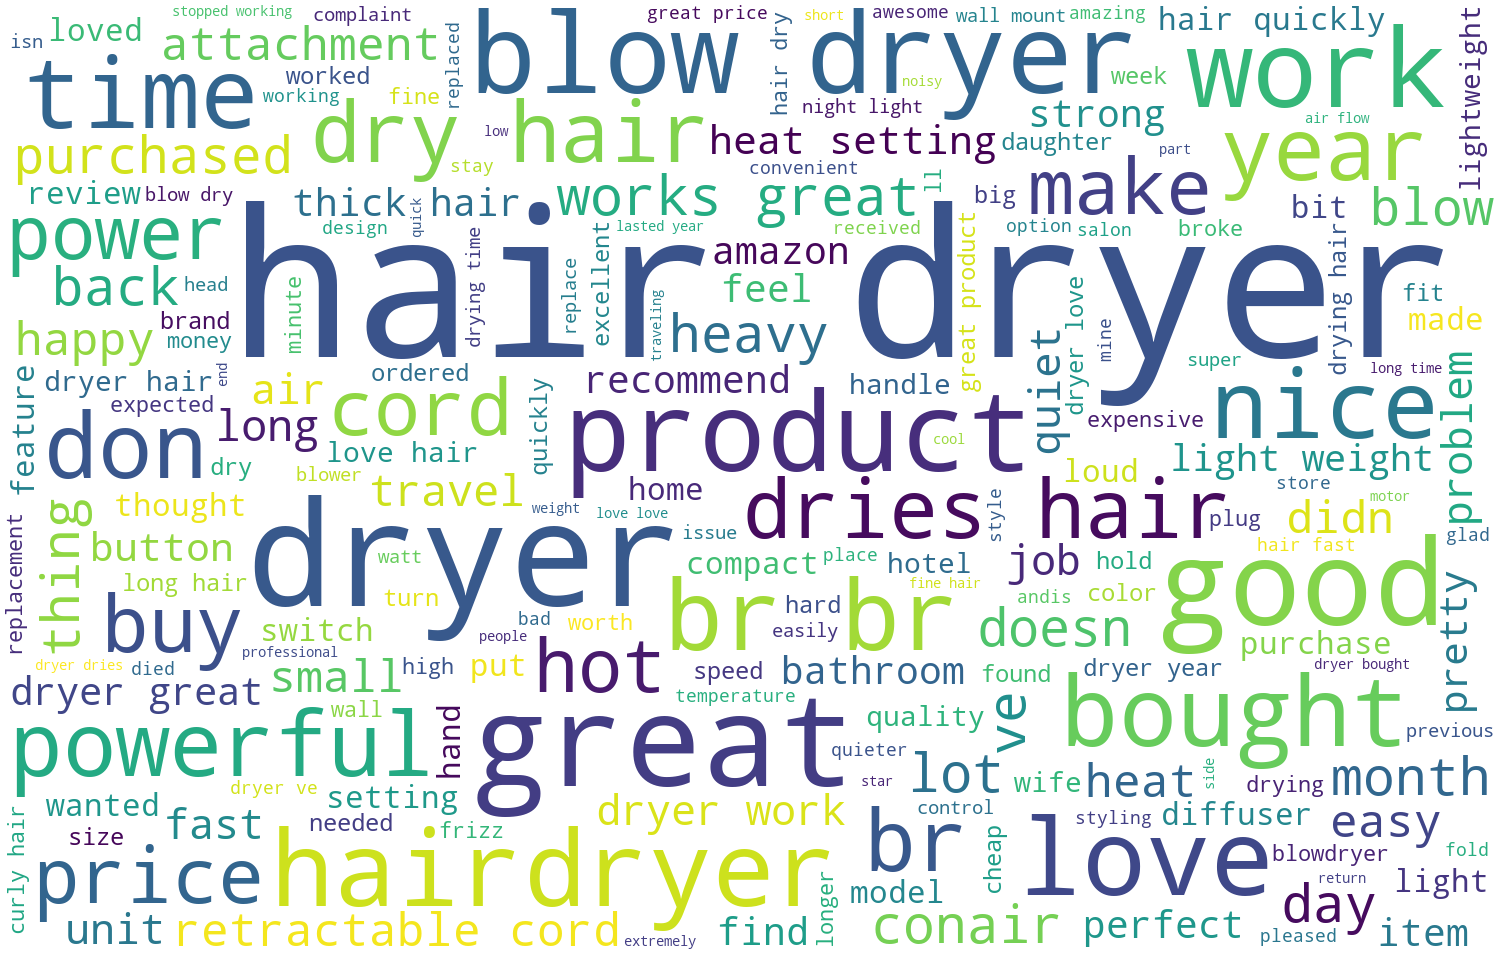 stopped working
complaint
great price
short
awesome
wall mount
amazing
hair quickly
lightweight
isn
loved
attachment
replaced
blow dryer
hair dry
work
time
worked
working
fine
noisy
week
night light
strong
air flow
purchased
dry hair
low
heat setting
daughter
part
year
stay
convenient
review
blow dry
thick hair
quick
works great
ll
big
make
bit
blow
power
design
lasted year
received
option
salon
broke
hair dryer
back
head
minute
drying time
replace
excellent
amazon
feel
great product
drying hair
fit
happy
brand
money
traveling
heavy
quiet
dryer love
mine
made
feature
dryer hair
end
air
ordered
recommend
handle
super
long time
problem
expected
long
cord
quickly
product
cool
expensive
nice
don
love hair
dry
blower
travel
home
loud
light weight
thing
thought
dryer
weight
love love
dries hair
style
store
motor
replacement
button
issue
plug
didn
glad
long hair
watt
compact
place
hotel
job
hold
hair fast
good
buy
turn
br br
fine hair
hard
andis
color
pretty
switch
bad
worth
easily
doesn
purchase
dryer dries
died
professional
people
small
high
put
hot
speed
bathroom
found
dryer year
dryer bought
dryer great
wall
hand
great
temperature
quality
ve
bought
powerful
quieter
previous
dryer ve
star
lot
wife
heat
side
drying
month
curly hair
wanted
setting
fast
needed
frizz
dryer work
control
styling
diffuser
easy
size
price
hairdryer
br
cheap
love
blowdryer
fold
model
return
light
unit
retractable cord
extremely
find
longer
conair
perfect
day
pleased
item